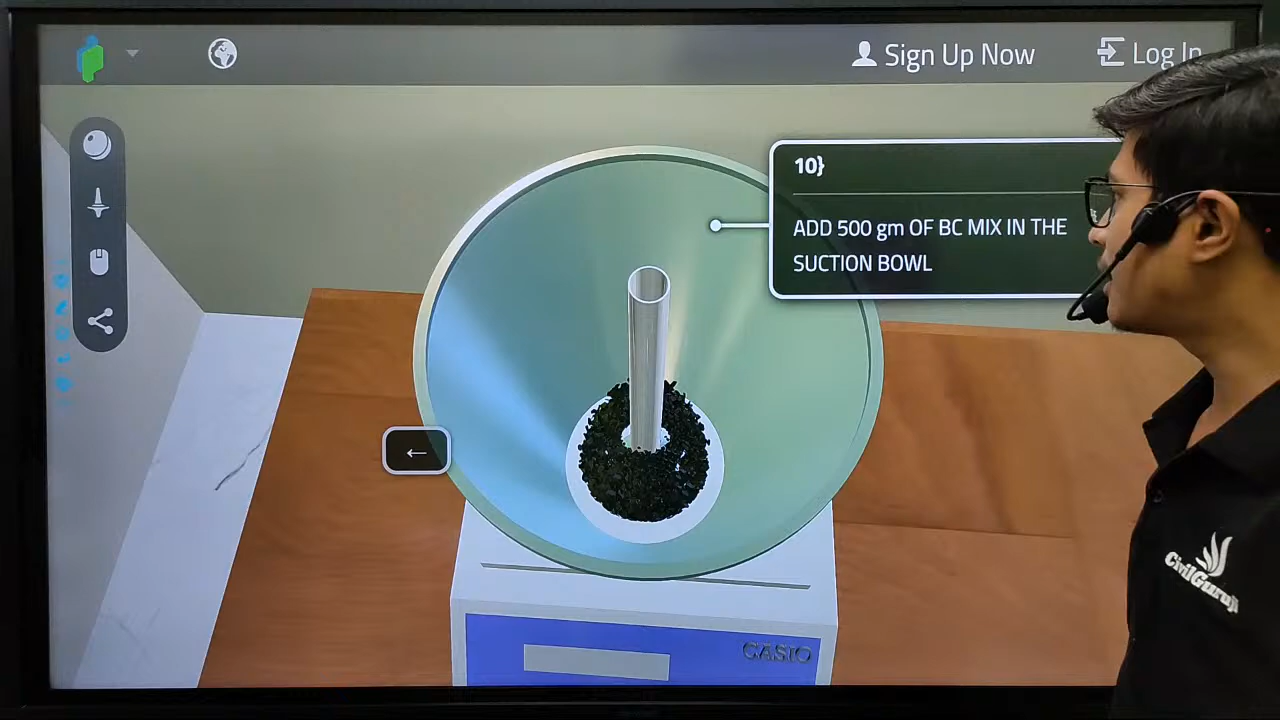 Sign Up Now
Log In
10}
ADD 500 gm OF BC MIX IN THE
SUCTION BOWL
←
CASIO
CivilGuruji